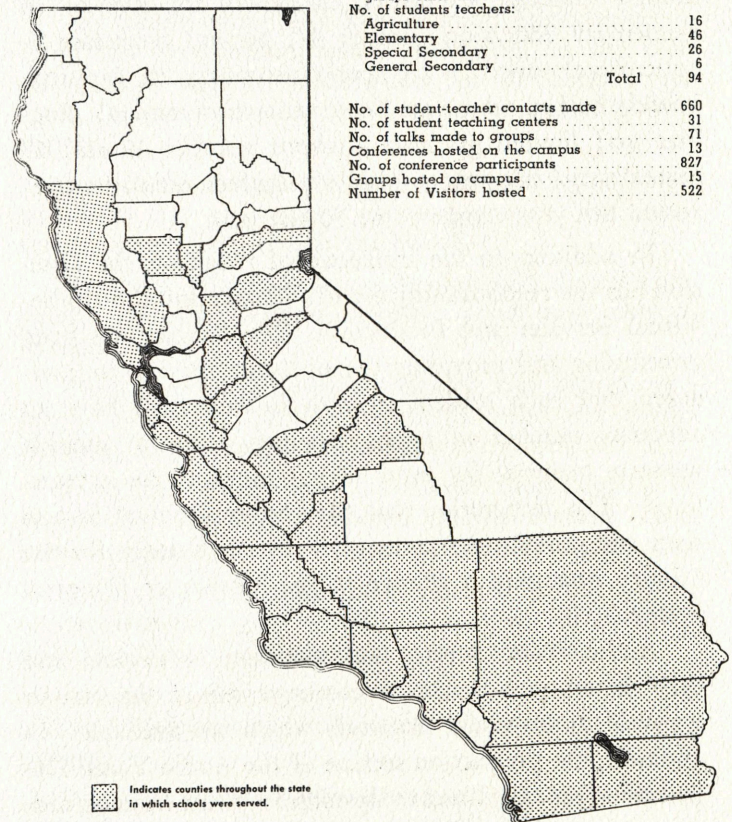 No. of students teachers:
Agriculture 16
Elementary 46
Special Secondary 26
General Secondary 6
Total 94
No. of student-teacher contacts made 660
No. of student teaching centers 31
No. of talks made to groups 71
Conferences hosted on the campus 13
No. of conference participants 827
Groups hosted on campus 15
Number of Visitors hosted 522
Indicates counties throughout the state
in which schools were served.